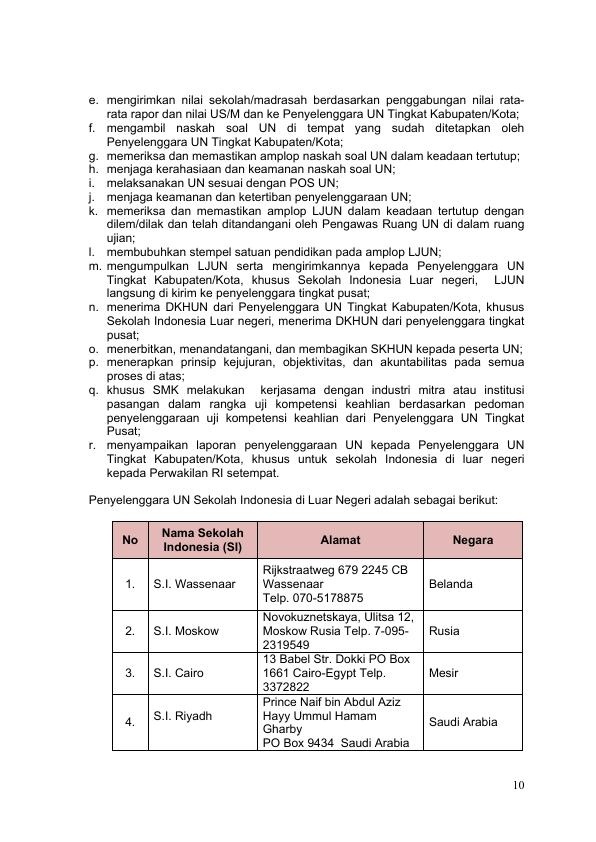 e. mengirimkan nilai sekolah/madrasah berdasarkan penggabungan nilai rata-
rata rapor dan nilai US/M dan ke Penyelenggara UN Tingkat Kabupaten/Kota;
f. mengambil naskah soal UN di tempat yang sudah ditetapkan oleh
Penyelenggara UN Tingkat Kabupaten/Kota;
g. memeriksa dan memastikan amplop naskah soal UN dalam keadaan tertutup;
h. menjaga kerahasiaan dan keamanan naskah soal UN;
i. melaksanakan UN sesuai dengan POS UN;
j. menjaga keamanan dan ketertiban penyelenggaraan UN;
k. memeriksa dan memastikan amplop LJUN dalam keadaan tertutup dengan
dilem/dilak dan telah ditandangani oleh Pengawas Ruang UN di dalam ruang
ujian;
l. membubuhkan stempel satuan pendidikan pada amplop LJUN;
m. mengumpulkan LJUN serta mengirimkannya kepada Penyelenggara UN
Tingkat Kabupaten/Kota, khusus Sekolah Indonesia Luar negeri, LJUN
langsung di kirim ke penyelenggara tingkat pusat;
n. menerima DKHUN dari Penyelenggara UN Tingkat Kabupaten/Kota, khusus
Sekolah Indonesia Luar negeri, menerima DKHUN dari penyelenggara tingkat
pusat;
o. menerbitkan, menandatangani, dan membagikan SKHUN kepada peserta UN;
p. menerapkan prinsip kejujuran, objektivitas, dan akuntabilitas pada semua
proses di atas;
q. khusus SMK melakukan kerjasama dengan industri mitra atau institusi
pasangan dalam rangka uji kompetensi keahlian berdasarkan pedoman
penyelenggaraan uji kompetensi keahlian dari Penyelenggara UN Tingkat
Pusat;
r. menyampaikan laporan penyelenggaraan UN kepada Penyelenggara UN
Tingkat Kabupaten/Kota, khusus untuk sekolah Indonesia di luar negeri
kepada Perwakilan RI setempat.
Penyelenggara UN Sekolah Indonesia di Luar Negeri adalah sebagai berikut:
No Nama Sekolah Indonesia (SI) Alamat Negara
1. S.I. Wassenaar Rijkstraatweg 679 2245 CB
Wassenaar
Telp. 070-5178875 Belanda
2. S.I. Moskow Novokuznetskaya, Ulitsa 12,
Moskow Rusia Telp. 7-095-
2319549 Rusia
3. S.I. Cairo 13 Babel Str. Dokki PO Box
1661 Cairo-Egypt Telp.
3372822 Mesir
4. S.I. Riyadh Prince Naif bin Abdul Aziz
Hayy Ummul Hamam
Gharby
PO Box 9434 Saudi Arabia Saudi Arabia
10